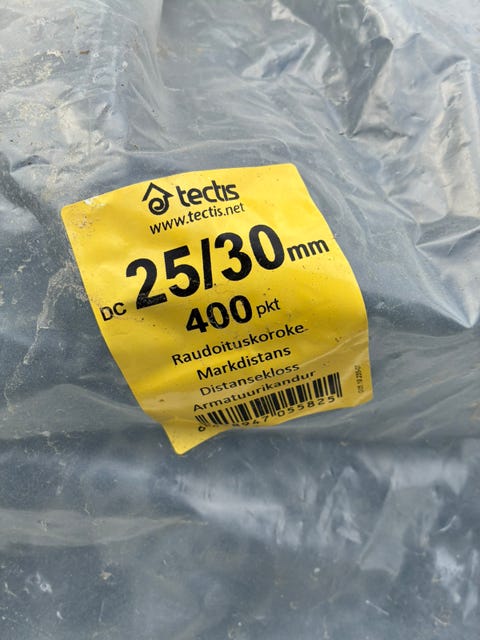 tectis
www.tectis.net
DC 25/30 mm
400 pkt
Raudoituskoroke
Markdistans
Distansekloss
Armatuurikandur